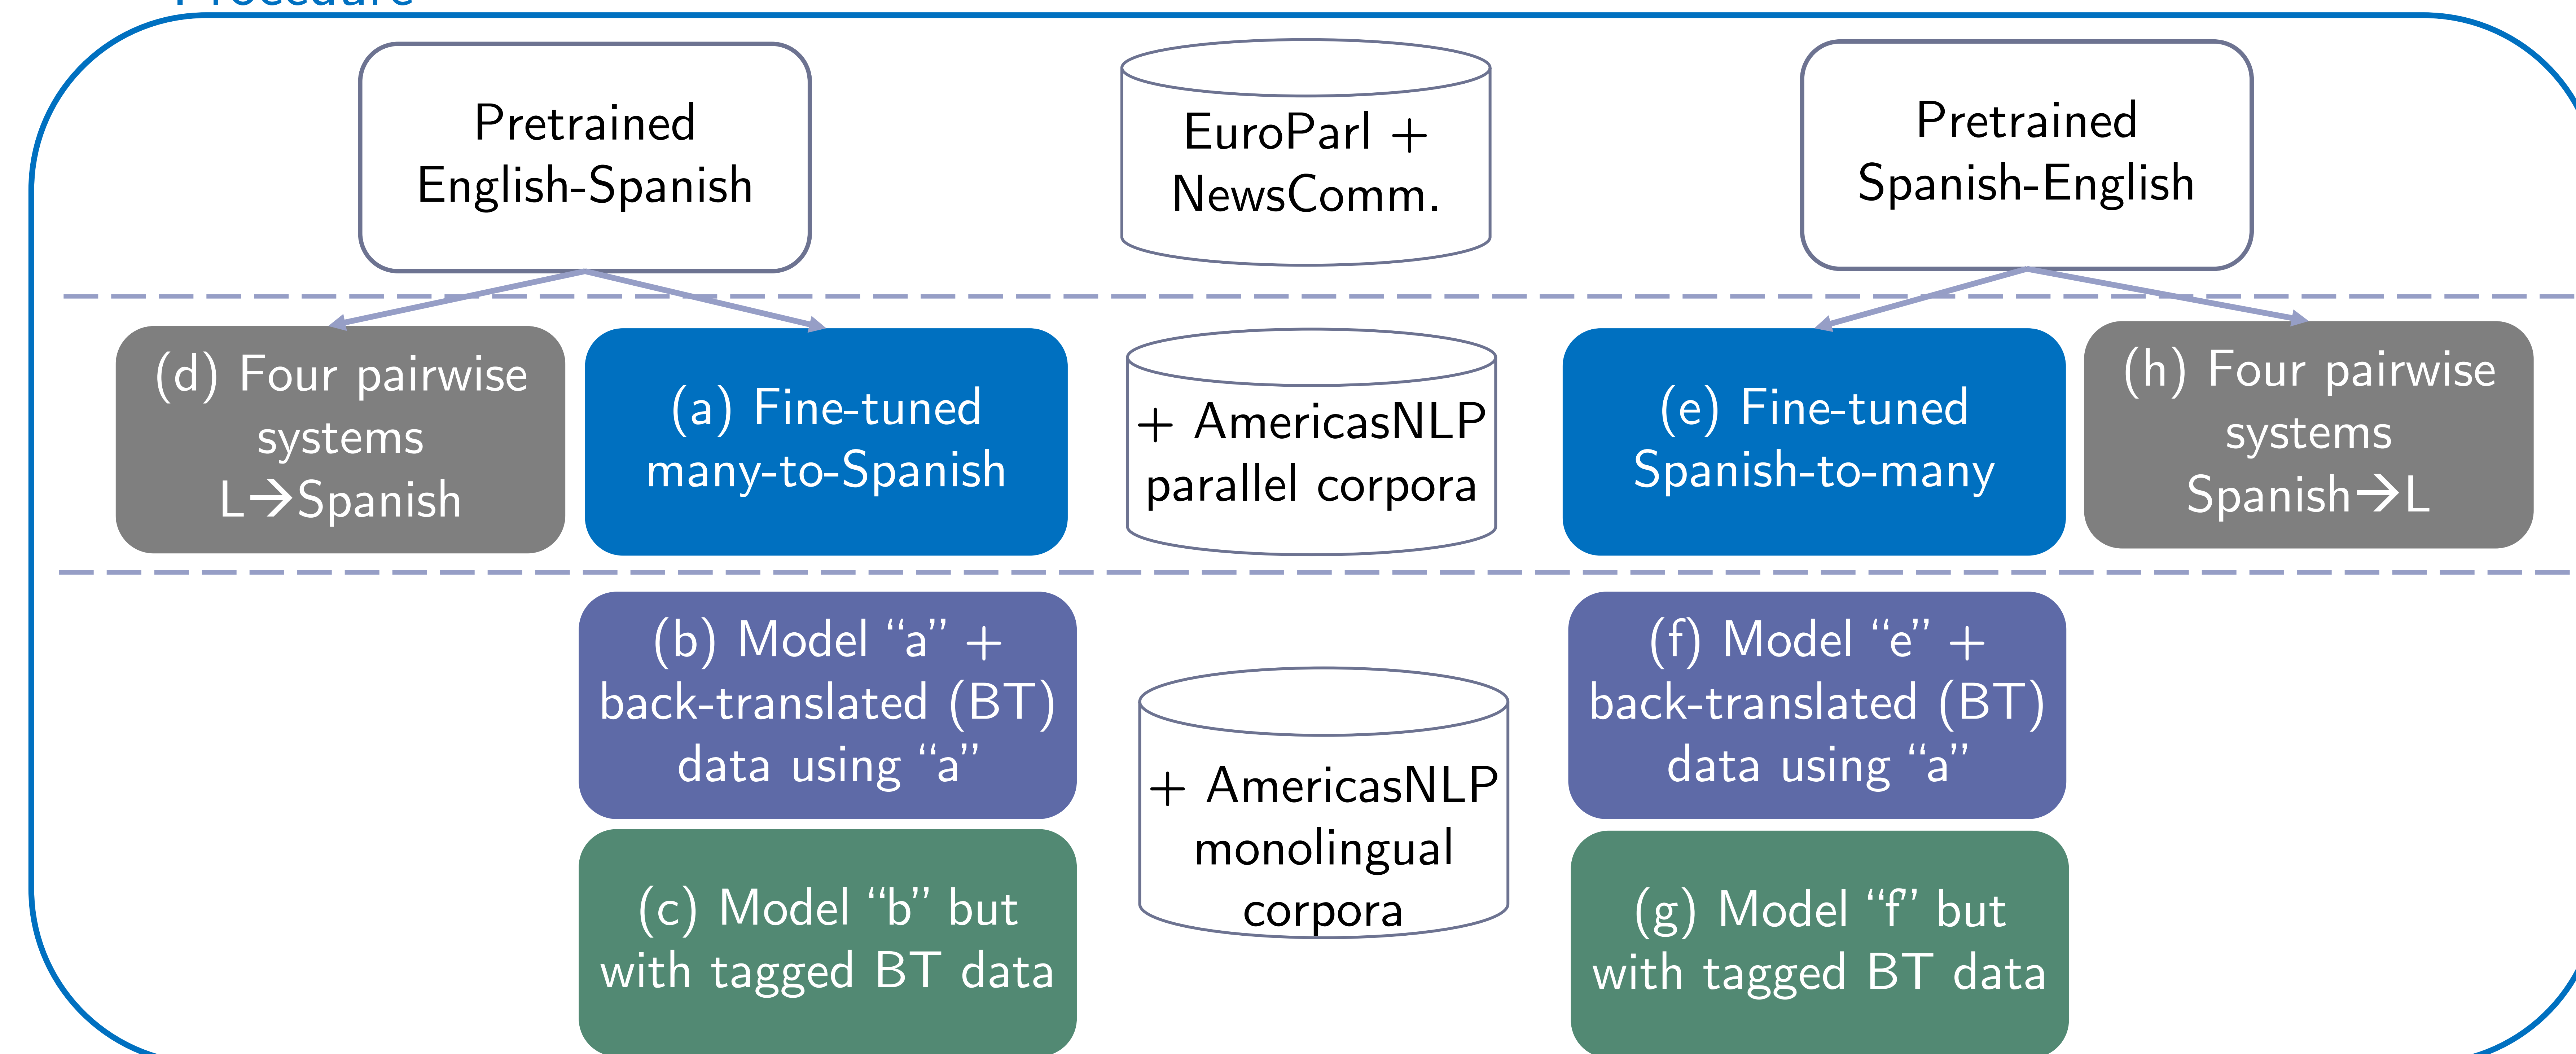 Procedure
Pretrained
English-Spanish
EuroParl +
NewsComm.
Pretrained
Spanish-English
(d) Four pairwise
systems
L→Spanish
(a) Fine-tuned
many-to-Spanish
+ AmericasNLP
parallel corpora
(e) Fine-tuned
Spanish-to-many
(h) Four pairwise
systems
Spanish→L
(b) Model “a” +
back-translated (BT)
data using “a”
+ AmericasNLP
monolingual
corpora
(f) Model “e” +
back-translated (BT)
data using “a”
(c) Model “b” but
with tagged BT data
(g) Model “f” but
with tagged BT data